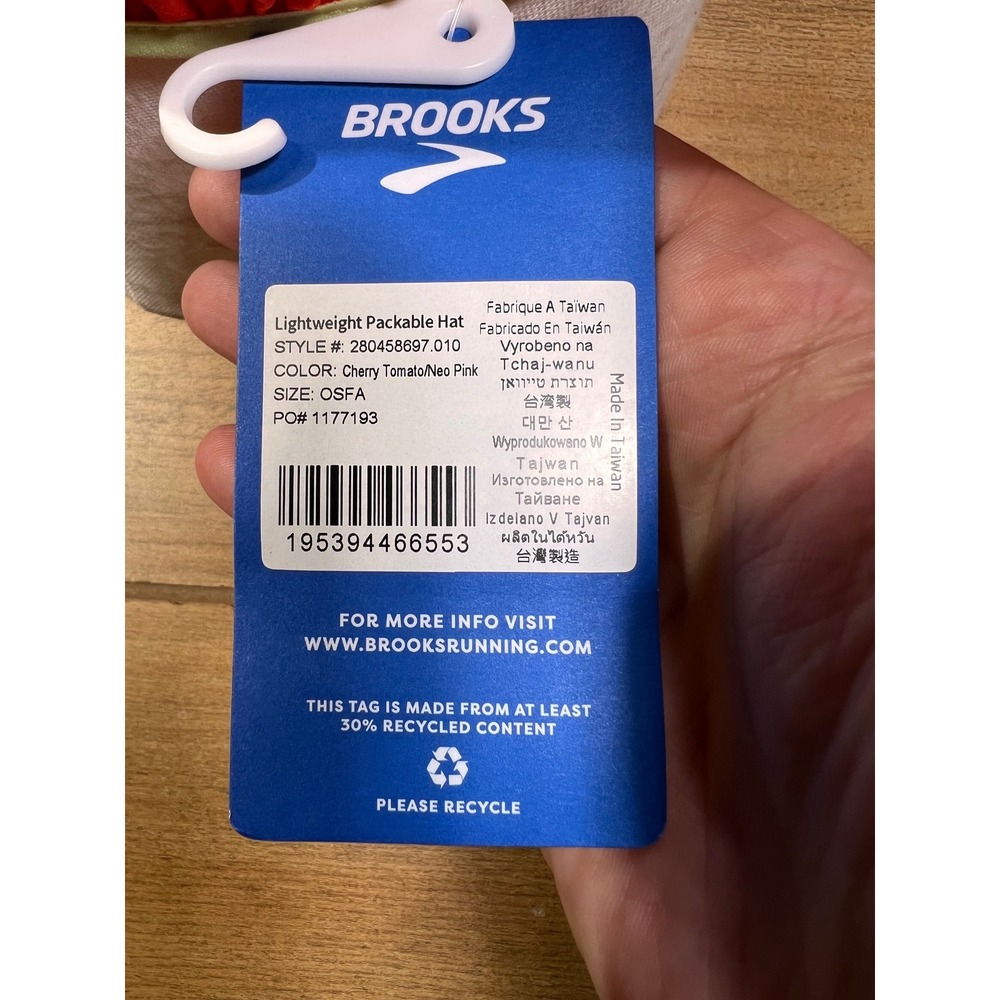 BROOKS
Lightweight Packable Hat
STYLE #: 280458697.010
COLOR: Cherry Tomato/Neo Pink
SIZE: OSFA
PO# 1177193
195394466553
Fabrique A Taïwan
Fabricado En Taiwán
Vyrobeno na
Tchaj-wanu
תוצרת טייוואן
台湾製
대만 산
Wyprodukowano W
Tajwan
Изготовлено на
Тайване
Izdelano V Tajvan
ผลิตในไต้หวัน
台灣製造
Made In Taiwan
FOR MORE INFO VISIT
WWW.BROOKSRUNNING.COM
THIS TAG IS MADE FROM AT LEAST
30% RECYCLED CONTENT
PLEASE RECYCLE